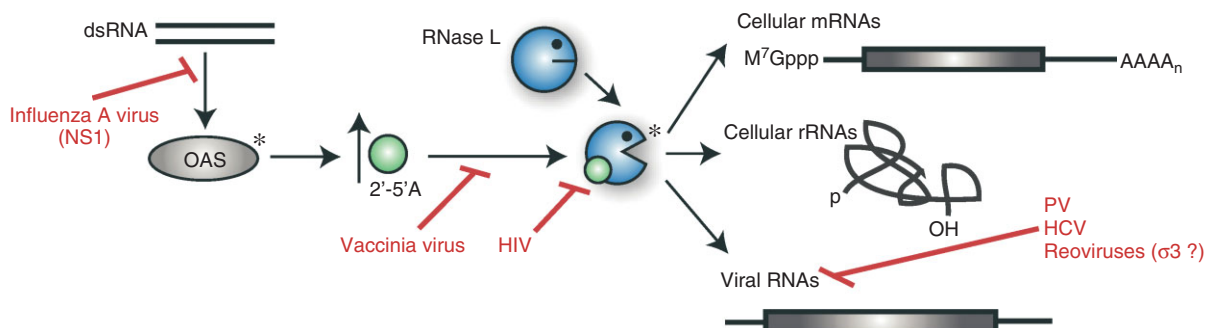 dsRNA
Influenza A virus
(NS1)
OAS
*
2'-5'A
Vaccinia virus
HIV
RNase L
*
Cellular mRNAs
M⁷Gppp
AAAAₙ
Cellular rRNAs
p
OH
PV
HCV
Reoviruses (σ3 ?)
Viral RNAs